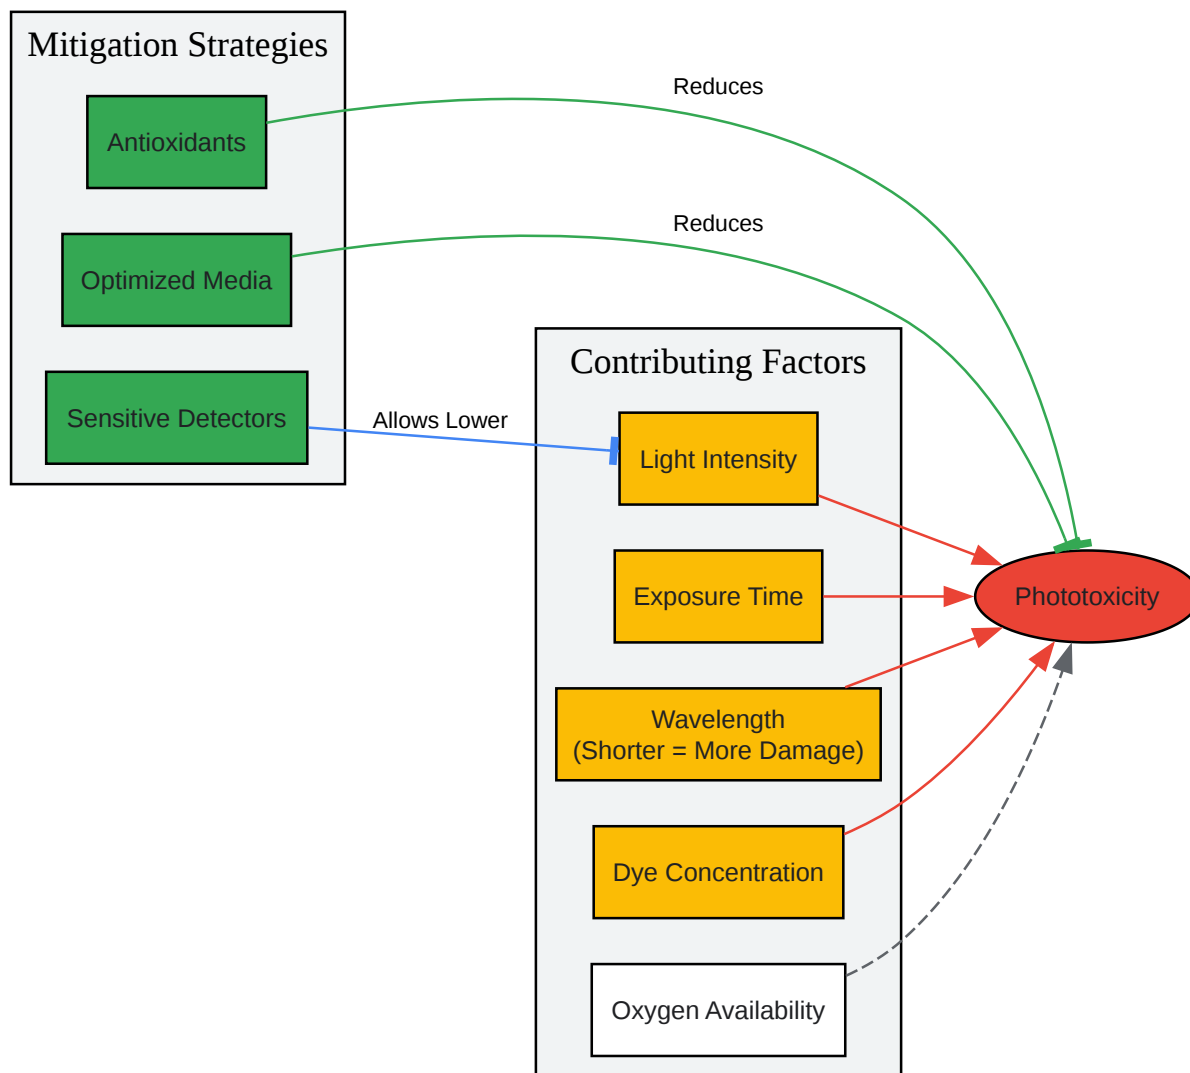 Mitigation Strategies
Antioxidants
Reduces
Optimized Media
Reduces
Sensitive Detectors
Allows Lower
Contributing Factors
Light Intensity
Exposure Time
Wavelength
(Shorter = More Damage)
Dye Concentration
Oxygen Availability
Phototoxicity